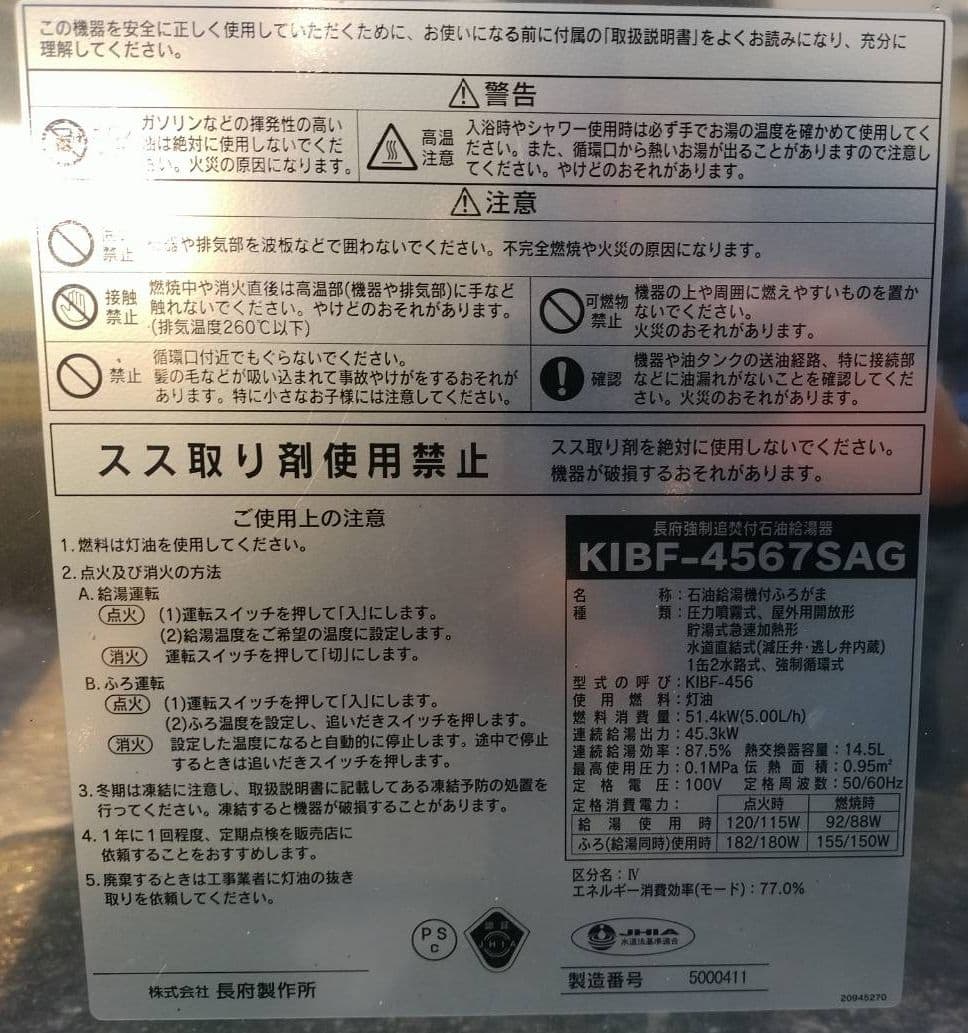 この機器を安全に正しく使用していただくために、お使いになる前に付属の「取扱説明書」をよくお読みになり、充分に
理解してください。
警告
ガソリンなどの揮発性の高い
は絶対に使用しないでくだ
い。火災の原因になります。
高温
注意
入浴時やシャワー使用時は必ず手でお湯の温度を確かめて使用してく
ださい。また、循環口から熱いお湯が出ることがありますので注意し
てください。やけどのおそれがあります。
注意
禁止
器や排気部を波板などで囲わないでください。不完全燃焼や火災の原因になります。
接触
禁止
燃焼中や消火直後は高温部(機器や排気部)に手など
触れないでください。やけどのおそれがあります。
(排気温度260℃以下)
可燃物
禁止
機器の上や周囲に燃えやすいものを置か
ないでください。
火災のおそれがあります。
禁止
循環口付近でもぐらないでください。
髪の毛などが吸い込まれて事故やけがをするおそれが
あります。特に小さなお子様には注意してください。
確認
機器や油タンクの送油経路、特に接続部
などに油漏れがないことを確認してくだ
さい。火災のおそれがあります。
スス取り剤使用禁止
スス取り剤を絶対に使用しないでください。
機器が破損するおそれがあります。
ご使用上の注意
1.燃料は灯油を使用してください。
2.点火及び消火の方法
A.給湯運転
点火 (1)運転スイッチを押して「入」にします。
(2)給湯温度をご希望の温度に設定します。
消火 運転スイッチを押して「切」にします。
B.ふろ運転
点火 (1)運転スイッチを押して「入」にします。
(2)ふろ温度を設定し、追いだきスイッチを押します。
消火 設定した温度になると自動的に停止します。途中で停止
するときは追いだきスイッチを押します。
3.冬期は凍結に注意し、取扱説明書に記載してある凍結予防の処置を
行ってください。凍結すると機器が破損することがあります。
4.1年に1回程度、定期点検を販売店に
依頼することをおすすめします。
5.廃棄するときは工事業者に灯油の抜き
取りを依頼してください。
長府強制追焚付石油給湯器
KIBF-4567SAG
名称:石油給湯機付ふろがま
種類:圧力噴霧式、屋外用開放形
貯湯式急速加熱形
水道直結式(減圧弁·逃し弁内蔵)
1缶2水路式、強制循環式
型式の呼び:KIBF-456
使用燃料:灯油
燃料消費量:51.4kW(5.00L/h)
連続給湯出力:45.3kW
連続給湯効率:87.5% 熱交換器容量:14.5L
最高使用圧力:0.1MPa 伝熱面積:0.95m²
定格電圧:100V 定格周波数:50/60Hz
定格消費電力: 点火時 燃焼時
給湯使用時 120/115W 92/88W
ふろ(給湯同時)使用時 182/180W 155/150W
区分名:Ⅳ
エネルギー消費効率(モード):77.0%
PS
C
認証
JHIA
JHIA
水道法基準適合
株式会社 長府製作所
製造番号 5000411
20945270